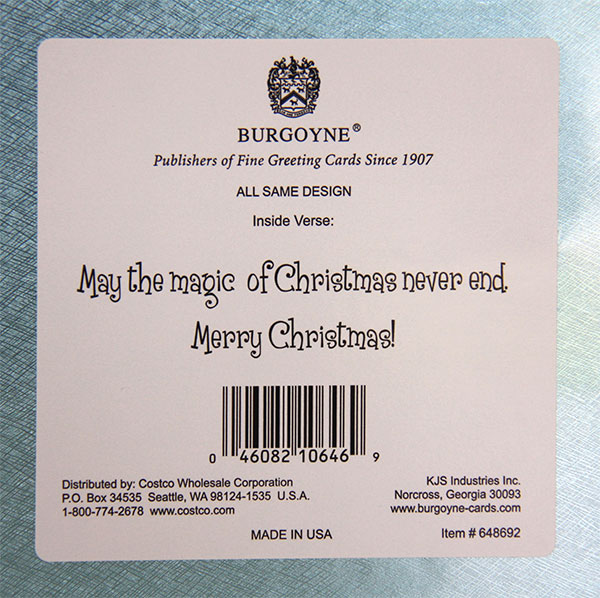 BURGOYNE®
Publishers of Fine Greeting Cards Since 1907
ALL SAME DESIGN
Inside Verse:
May the magic of Christmas never end.
Merry Christmas!
0 46082 10646 9
Distributed by: Costco Wholesale Corporation
P.O. Box 34535 Seattle, WA 98124-1535 U.S.A.
1-800-774-2678 www.costco.com
KJS Industries Inc.
Norcross, Georgia 30093
www.burgoyne-cards.com
MADE IN USA
Item # 648692